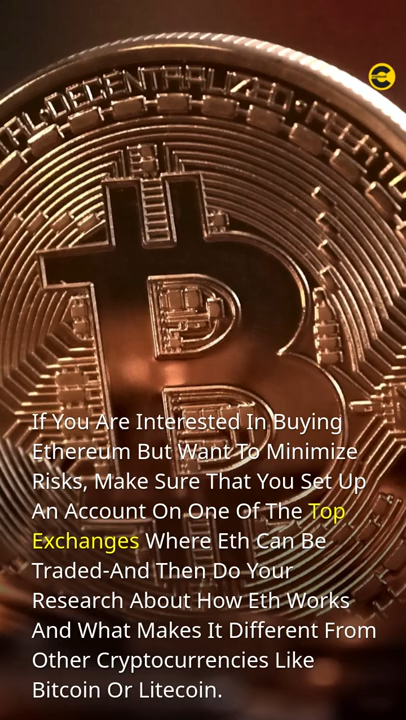 DECENTRALIZED
If You Are Interested In Buying
Ethereum But Want To Minimize
Risks, Make Sure That You Set Up
An Account On One Of The Top
Exchanges Where Eth Can Be
Traded-And Then Do Your
Research About How Eth Works
And What Makes It Different From
Other Cryptocurrencies Like
Bitcoin Or Litecoin.